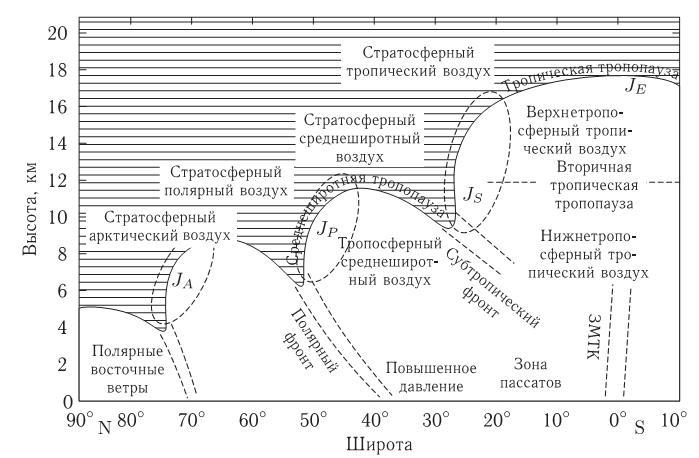 20
18
16
14
12
10
8
6
4
2
0
Высота, км
Стратосферный
тропический воздух
Тропическая тропопауза
J_E
Стратосферный
среднеширотный
воздух
Верхнетропо-
сферный тропи-
ческий воздух
Стратосферный
полярный воздух
Среднеширотная тропопауза
J_S
Вторичная
тропическая
тропопауза
Стратосферный
арктический воздух
J_P
Тропосферный
среднеширот-
ный воздух
Нижнетропо-
сферный тро-
пический воздух
J_A
Субтропический
фронт
Полярный
фронт
ЗМТК
Полярные
восточные
ветры
Повышенное
давление
Зона
пассатов
90° N 80° 70° 60° 50° 40° 30° 20° 10° 0° S 10°
Широта